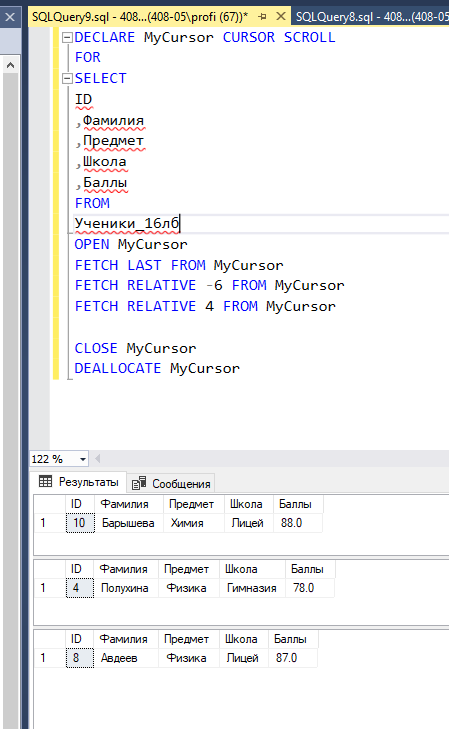 SQLQuery9.sql - 408...(408-05\profi (67))* SQLQuery8.sql - 408...(408-05\
DECLARE MyCursor CURSOR SCROLL
FOR
SELECT
ID
,Фамилия
,Предмет
,Школа
,Баллы
FROM
Ученики_16лб
OPEN MyCursor
FETCH LAST FROM MyCursor
FETCH RELATIVE -6 FROM MyCursor
FETCH RELATIVE 4 FROM MyCursor
CLOSE MyCursor
DEALLOCATE MyCursor
122 %
Результаты Сообщения
ID Фамилия Предмет Школа Баллы
1 10 Барышева Химия Лицей 88.0
ID Фамилия Предмет Школа Баллы
1 4 Полухина Физика Гимназия 78.0
ID Фамилия Предмет Школа Баллы
1 8 Авдеев Физика Лицей 87.0